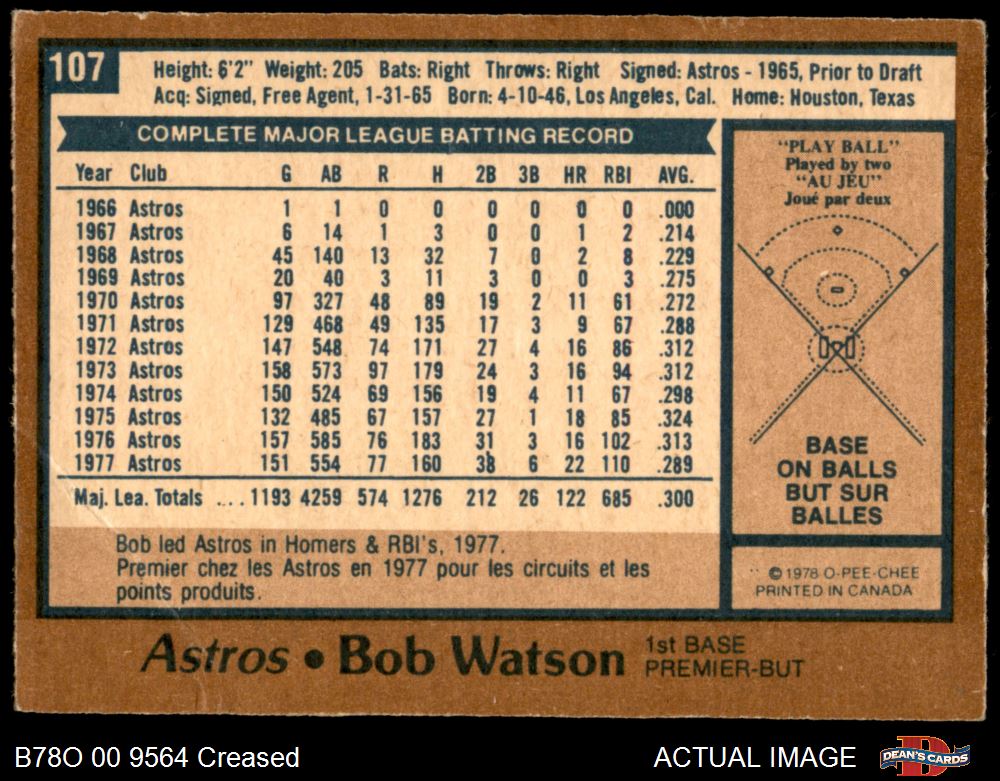 107
Height: 6'2" Weight: 205 Bats: Right Throws: Right Signed: Astros - 1965, Prior to Draft
Acq: Signed, Free Agent, 1-31-65 Born: 4-10-46, Los Angeles, Cal. Home: Houston, Texas
COMPLETE MAJOR LEAGUE BATTING RECORD
Year Club G AB R H 2B 3B HR RBI AVG.
1966 Astros 1 1 0 0 0 0 0 0 .000
1967 Astros 6 14 1 3 0 0 1 2 .214
1968 Astros 45 140 13 32 7 0 2 8 .229
1969 Astros 20 40 3 11 3 0 0 3 .275
1970 Astros 97 327 48 89 19 2 11 61 .272
1971 Astros 129 468 49 135 17 3 9 67 .288
1972 Astros 147 548 74 171 27 4 16 86 .312
1973 Astros 158 573 97 179 24 3 16 94 .312
1974 Astros 150 524 69 156 19 4 11 67 .298
1975 Astros 132 485 67 157 27 1 18 85 .324
1976 Astros 157 585 76 183 31 3 16 102 .313
1977 Astros 151 554 77 160 38 6 22 110 .289
Maj. Lea. Totals ... 1193 4259 574 1276 212 26 122 685 .300
Bob led Astros in Homers & RBI's, 1977.
Premier chez les Astros en 1977 pour les circuits et les
points produits.
"PLAY BALL"
Played by two
"AU JEU"
Joué par deux
BASE
ON BALLS
BUT SUR
BALLES
© 1978 O-PEE-CHEE
PRINTED IN CANADA
Astros • Bob Watson
1st BASE
PREMIER-BUT
B78O 00 9564 Creased
ACTUAL IMAGE
D
DEAN'S CARDS